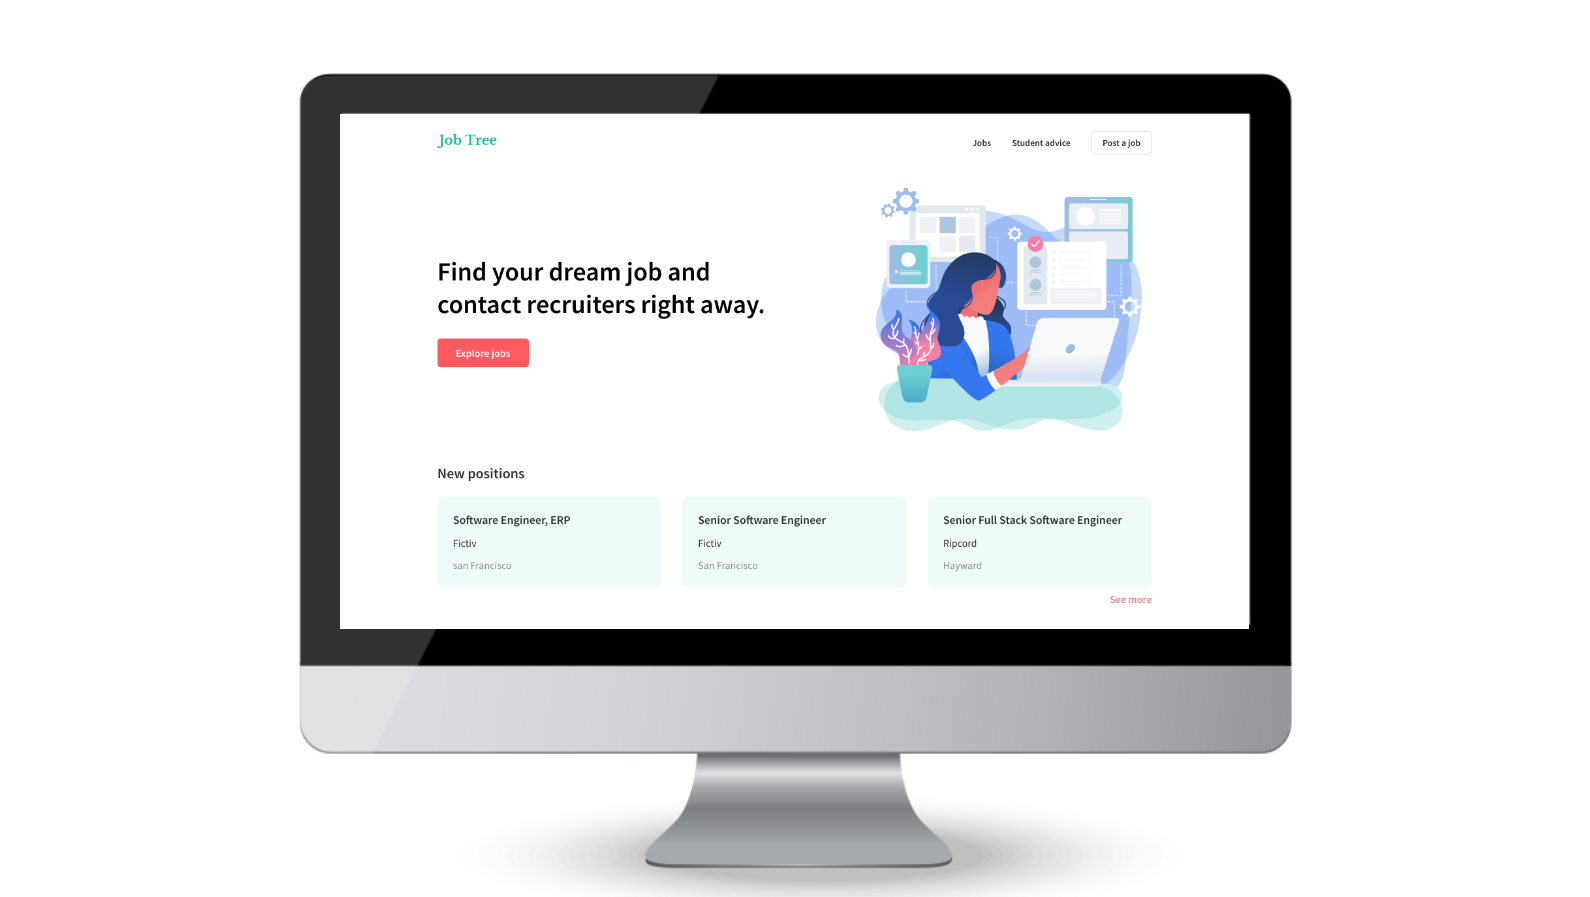 Job Tree
Jobs
Student advice
Post a job
Find your dream job and
contact recruiters right away.
Explore jobs
New positions
Software Engineer, ERP
Fictiv
san Francisco
Senior Software Engineer
Fictiv
San Francisco
Senior Full Stack Software Engineer
Ripcord
Hayward
See more